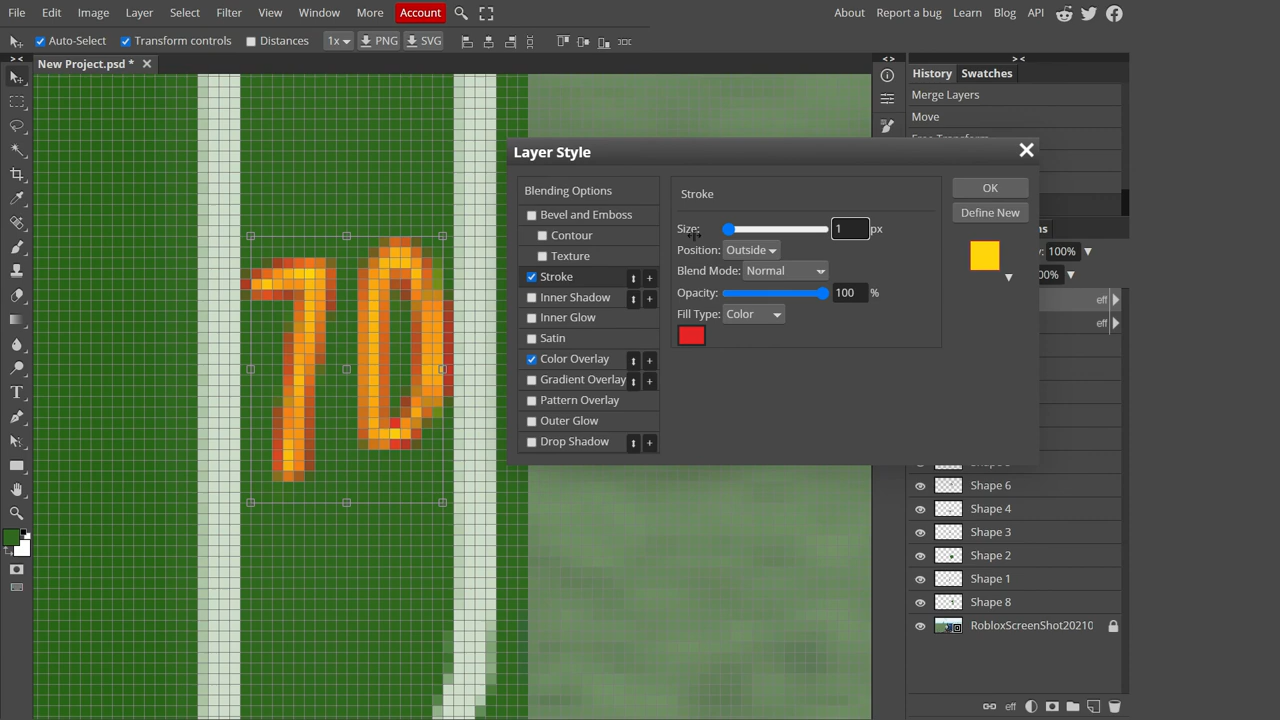 File Edit Image Layer Select Filter View Window More Account
About Report a bug Learn Blog API
Auto-Select Transform controls Distances 1x PNG SVG
New Project.psd *
History Swatches
Merge Layers
Move
Layer Style
Blending Options
Bevel and Emboss
Contour
Texture
Stroke
Inner Shadow
Inner Glow
Satin
Color Overlay
Gradient Overlay
Pattern Overlay
Outer Glow
Drop Shadow
Stroke
Size: 1 px
Position: Outside
Blend Mode: Normal
Opacity: 100 %
Fill Type: Color
OK
Define New
100%
eff
eff
Shape 6
Shape 4
Shape 3
Shape 2
Shape 1
Shape 8
RobloxScreenShot20210
eff
70